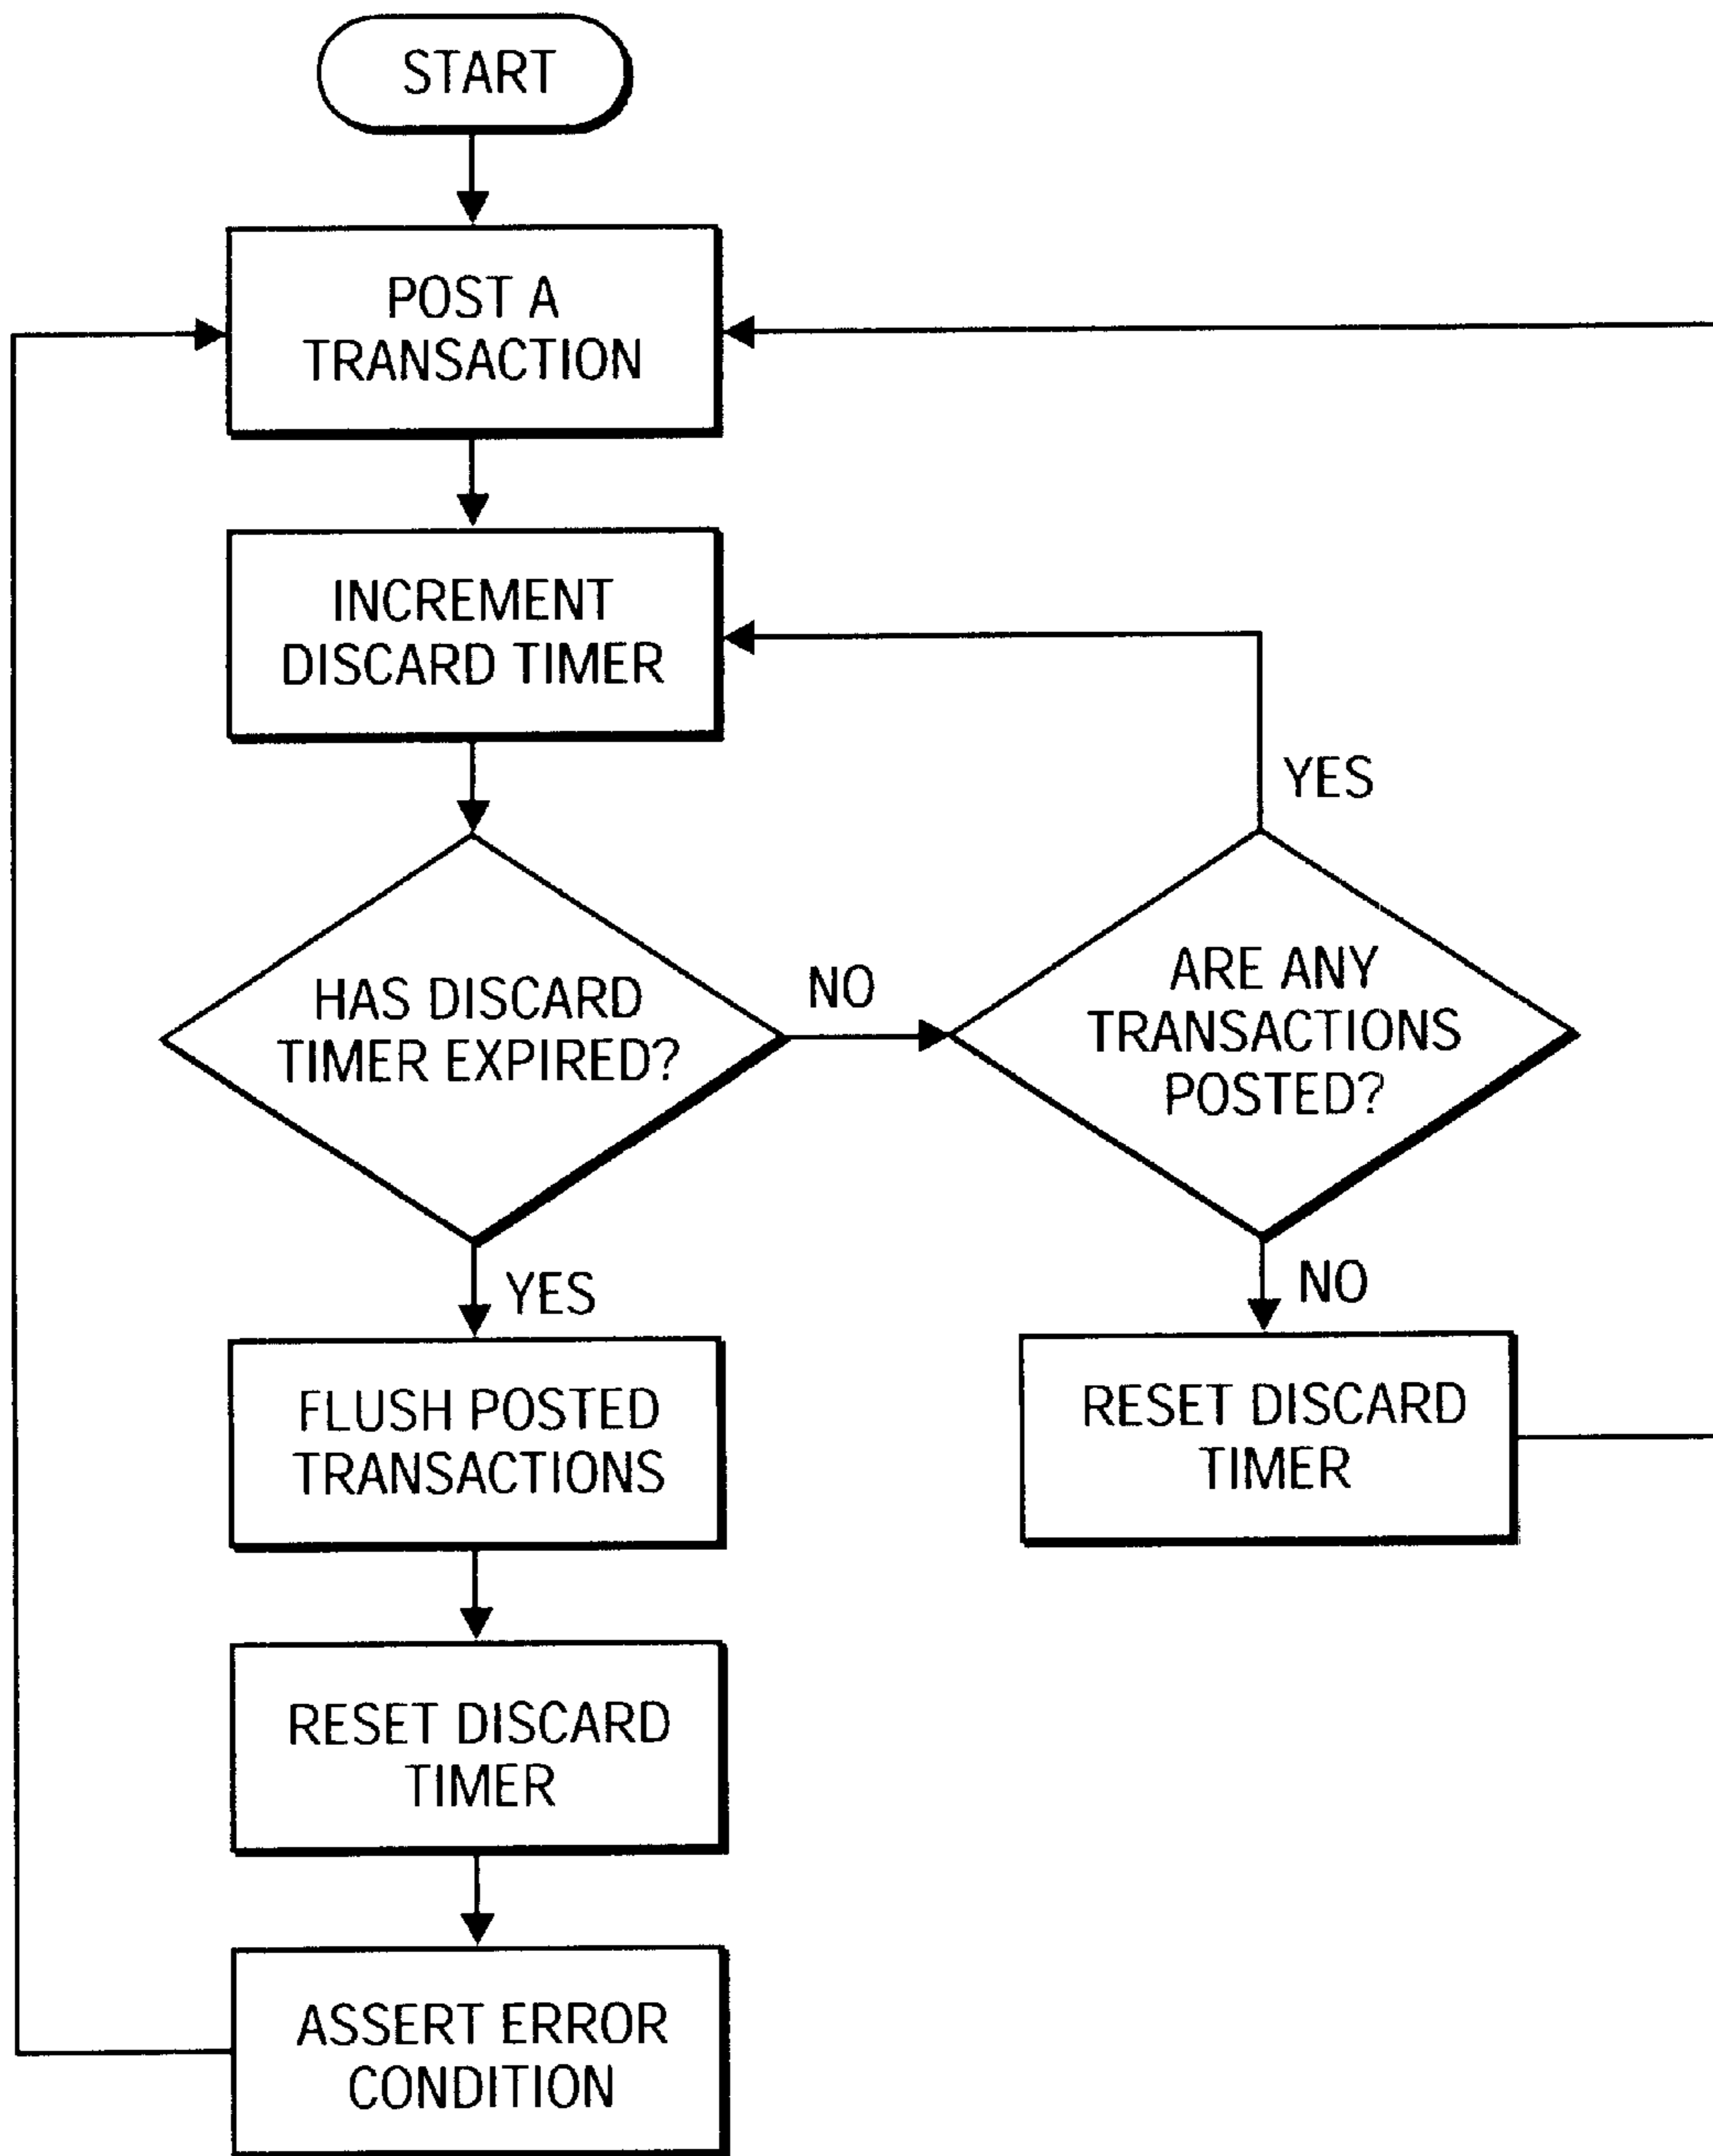 START
POST A
TRANSACTION
INCREMENT
DISCARD TIMER
YES
HAS DISCARD
TIMER EXPIRED?
NO
ARE ANY
TRANSACTIONS
POSTED?
YES
NO
FLUSH POSTED
TRANSACTIONS
RESET DISCARD
TIMER
RESET DISCARD
TIMER
ASSERT ERROR
CONDITION